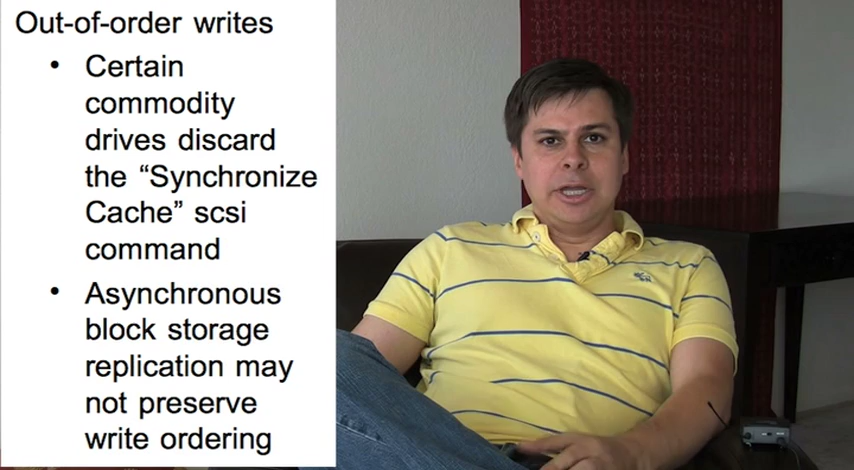 Out-of-order writes
• Certain
commodity
drives discard
the “Synchronize
Cache” scsi
command
• Asynchronous
block storage
replication may
not preserve
write ordering